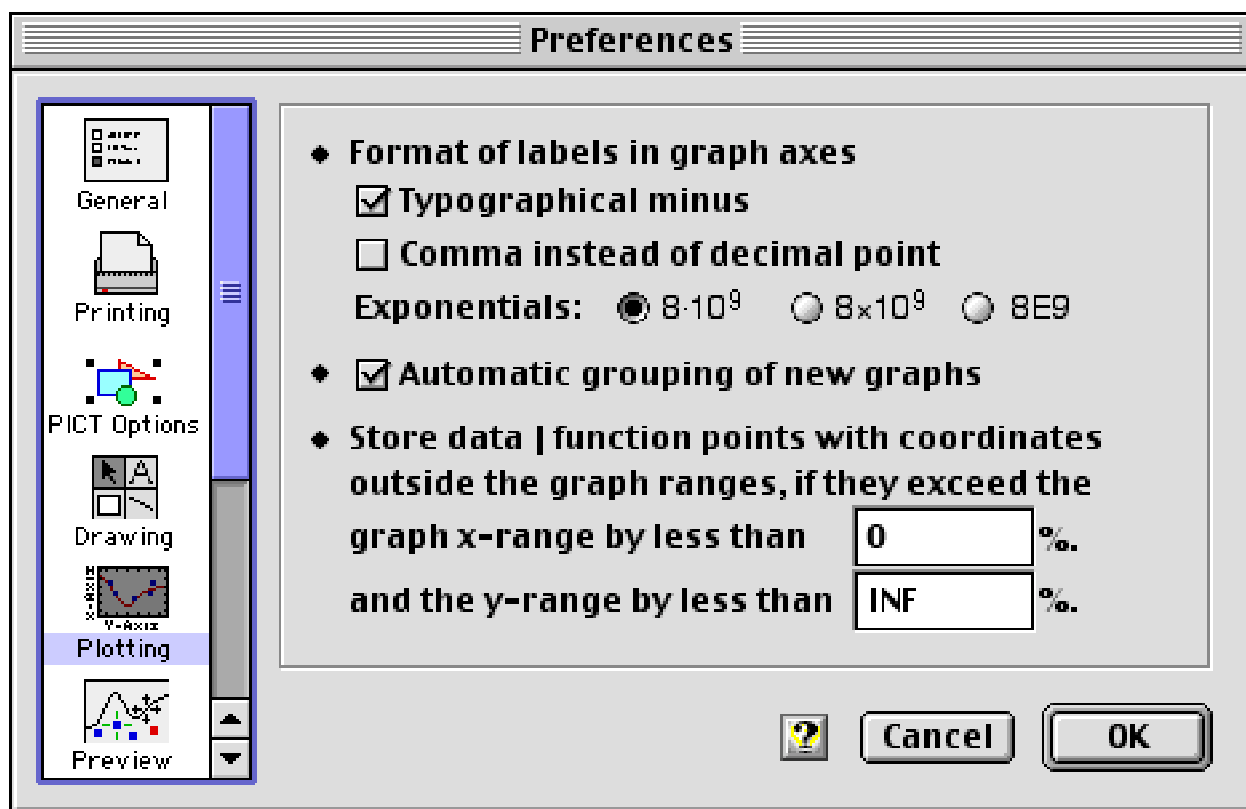 Preferences
General
Printing
PICT Options
Drawing
X-Axis
Y-Axis
Plotting
Preview
Format of labels in graph axes
Typographical minus
Comma instead of decimal point
Exponentials: 8·10⁹ 8×10⁹ 8E9
Automatic grouping of new graphs
Store data | function points with coordinates
outside the graph ranges, if they exceed the
graph x-range by less than 0 %.
and the y-range by less than INF %.
? Cancel OK